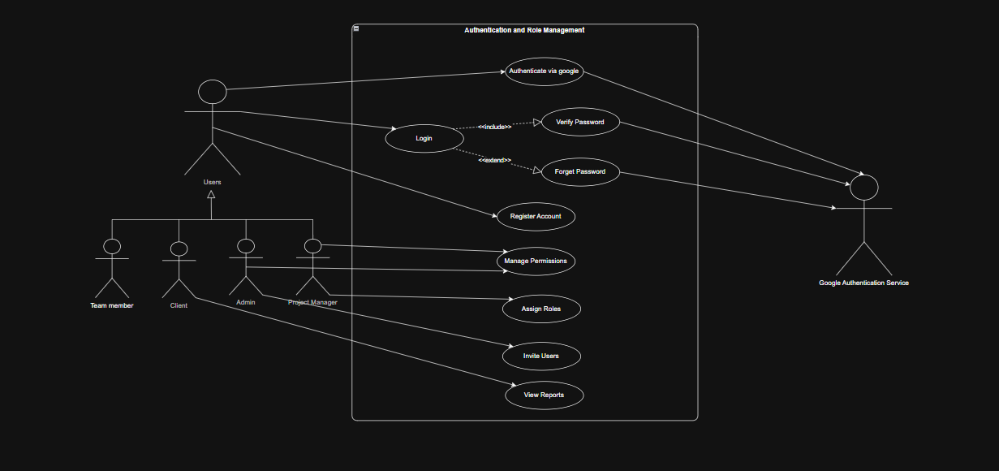 Authentication and Role Management
Authenticate via google
<<include>>
Verify Password
Login
<<extend>>
Forget Password
Users
Register Account
Manage Permissions
Google Authentication Service
Team member
Client
Admin
Project Manager
Assign Roles
Invite Users
View Reports